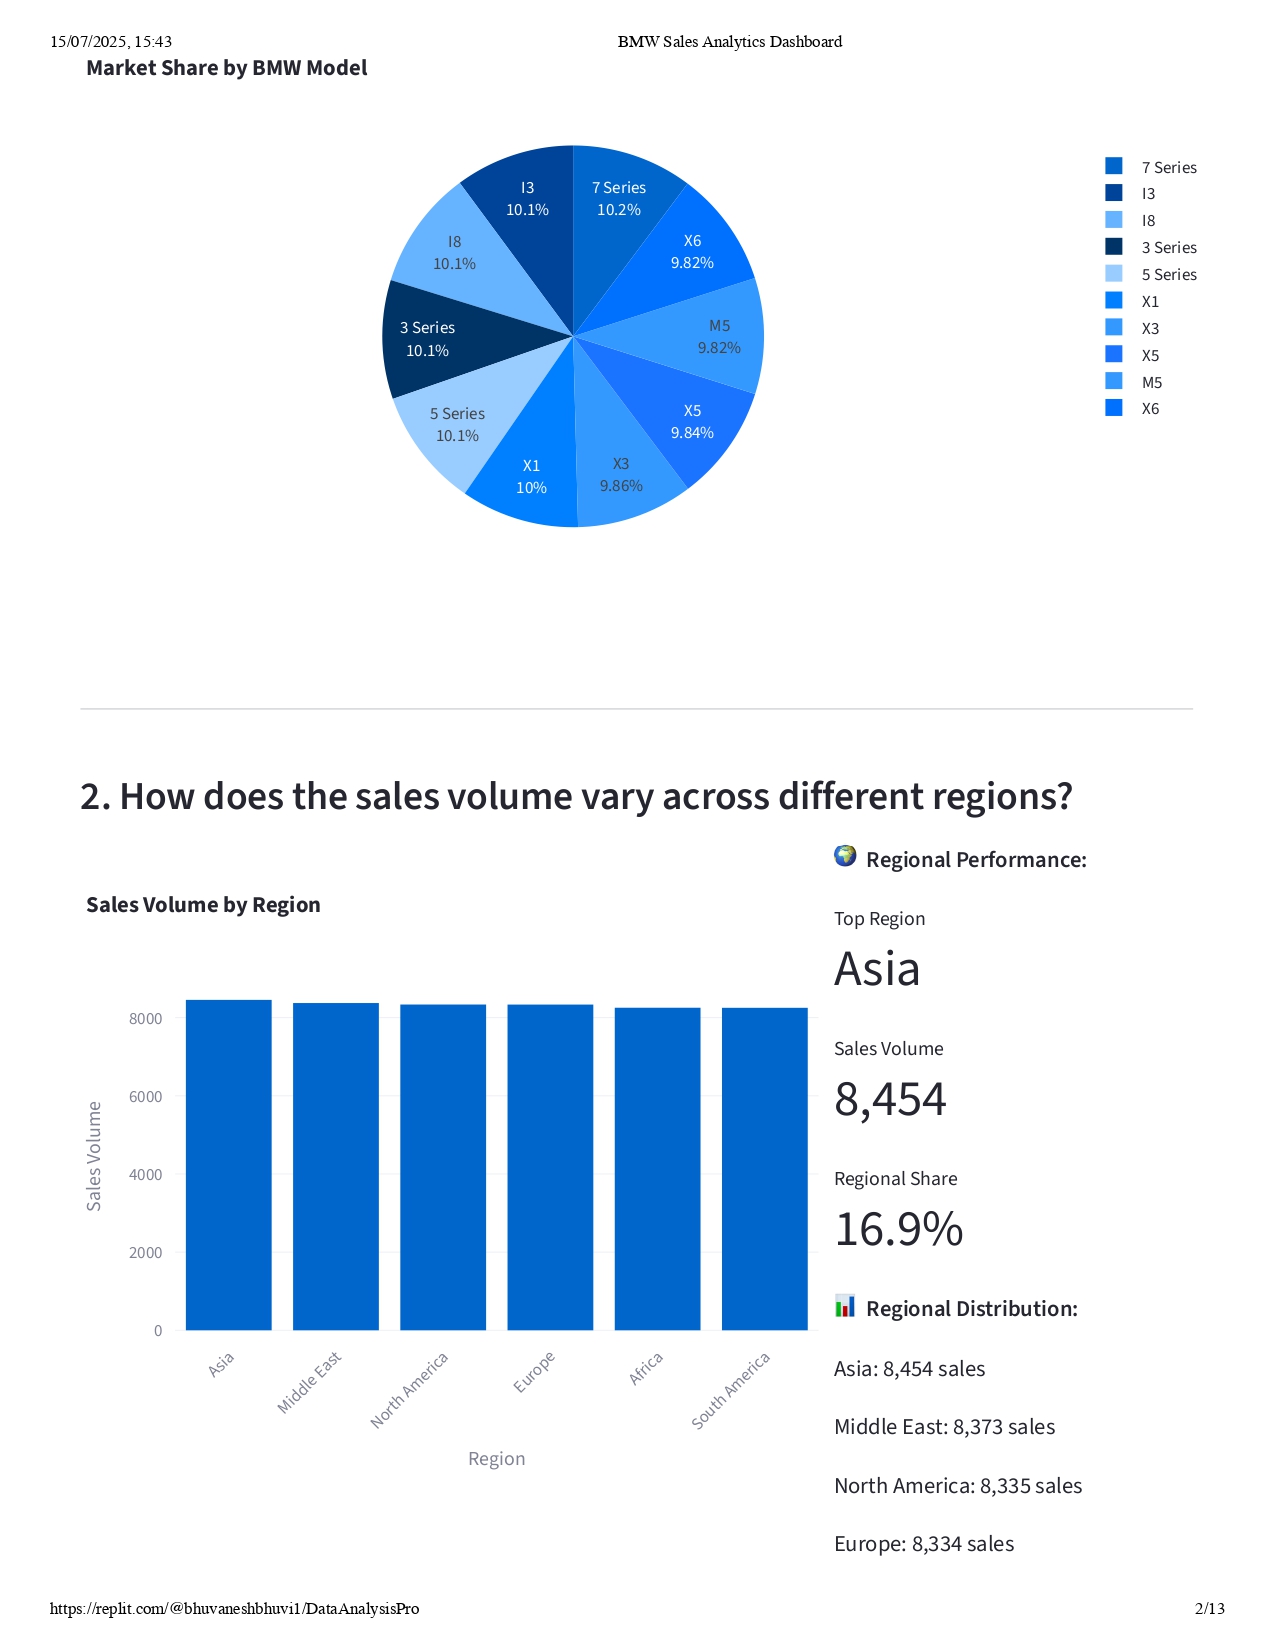 15/07/2025, 15:43
BMW Sales Analytics Dashboard
Market Share by BMW Model
I3
10.1%
7 Series
10.2%
I8
10.1%
X6
9.82%
3 Series
10.1%
M5
9.82%
5 Series
10.1%
X5
9.84%
X1
10%
X3
9.86%
7 Series
I3
I8
3 Series
5 Series
X1
X3
X5
M5
X6
2. How does the sales volume vary across different regions?
Sales Volume by Region
8000
6000
4000
2000
0
Sales Volume
Asia
Middle East
North America
Europe
Africa
South America
Region
Regional Performance:
Top Region
Asia
Sales Volume
8,454
Regional Share
16.9%
Regional Distribution:
Asia: 8,454 sales
Middle East: 8,373 sales
North America: 8,335 sales
Europe: 8,334 sales
https://replit.com/@bhuvaneshbhuvi1/DataAnalysisPro
2/13